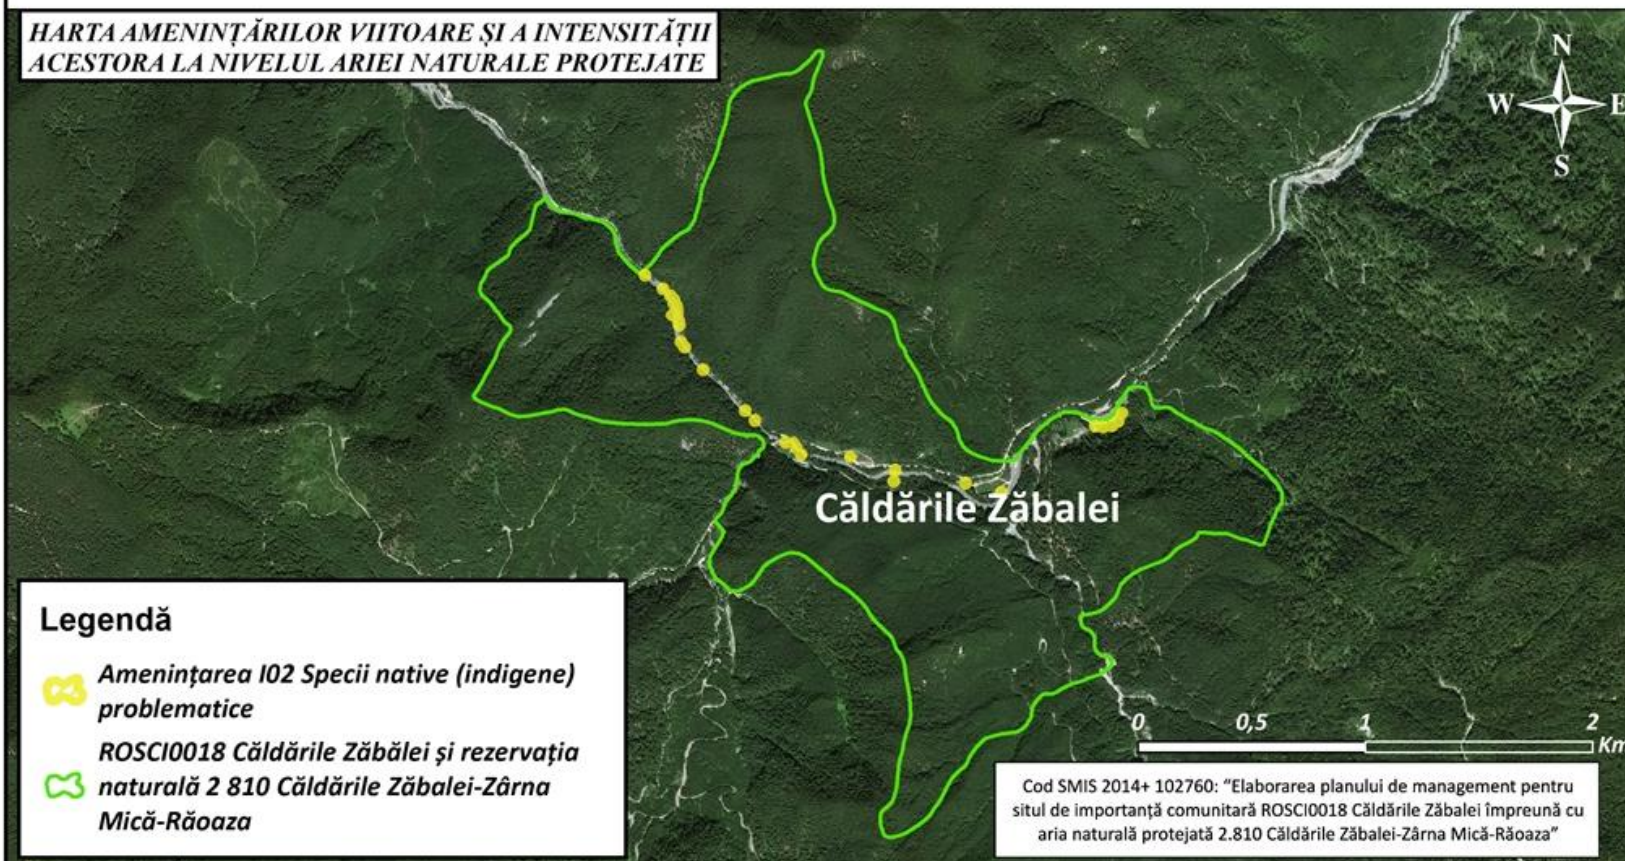 HARTA AMENINȚĂRILOR VIITOARE ȘI A INTENSITĂȚII
ACESTORA LA NIVELUL ARIEI NATURALE PROTEJATE
N
W E
S
Căldările Zăbalei
Legendă
Amenințarea I02 Specii native (indigene)
problematice
ROSCI0018 Căldările Zăbălei și rezervația
naturală 2 810 Căldările Zăbalei-Zârna
Mică-Răoaza
0 0,5 1 2
Km
Cod SMIS 2014+ 102760: “Elaborarea planului de management pentru
situl de importanță comunitară ROSCI0018 Căldările Zăbalei împreună cu
aria naturală protejată 2.810 Căldările Zăbalei-Zârna Mică-Răoaza”